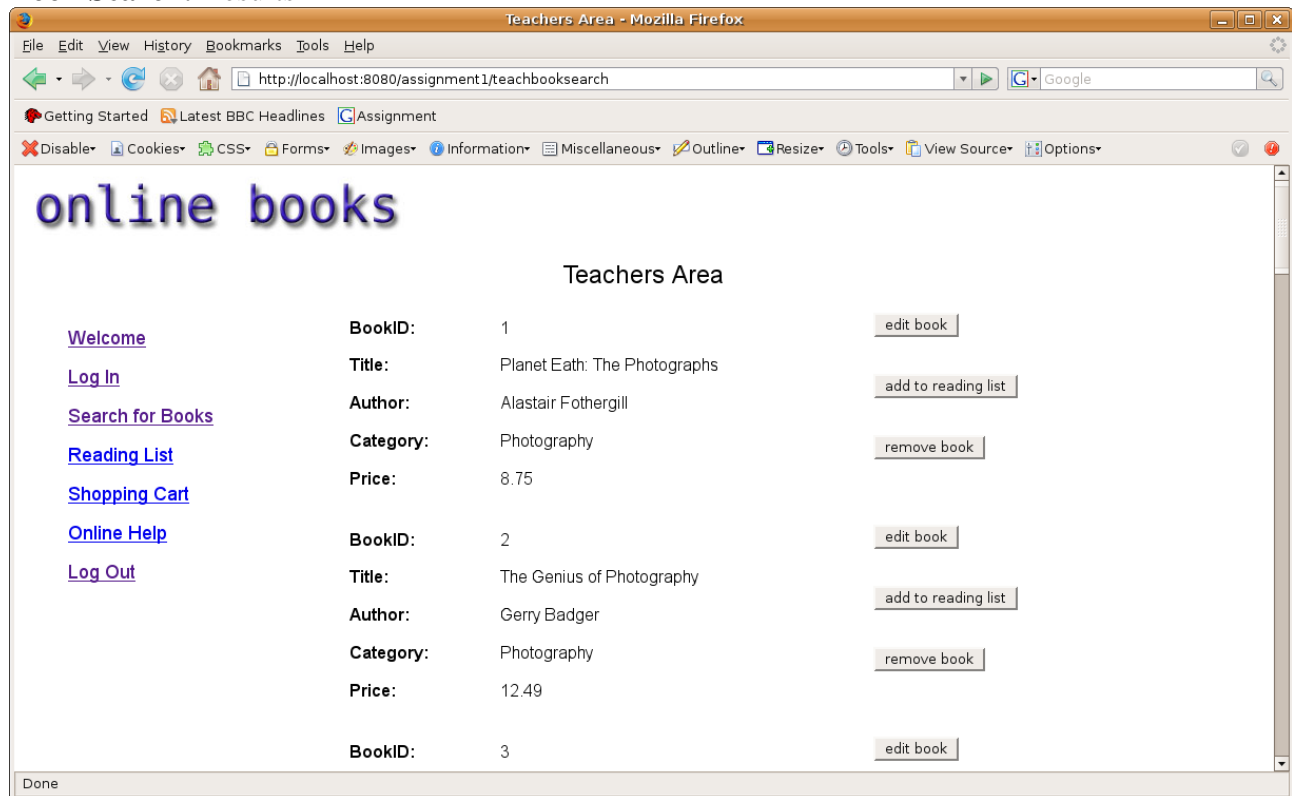 Teachers Area - Mozilla Firefox
File Edit View History Bookmarks Tools Help
http://localhost:8080/assignment1/teachbooksearch
G Google
Getting Started Latest BBC Headlines G Assignment
Disable Cookies CSS Forms Images Information Miscellaneous Outline Resize Tools View Source Options
online books
Teachers Area
Welcome
Log In
Search for Books
Reading List
Shopping Cart
Online Help
Log Out
BookID: 1 edit book
Title: Planet Eath: The Photographs
add to reading list
Author: Alastair Fothergill
Category: Photography remove book
Price: 8.75
BookID: 2 edit book
Title: The Genius of Photography
add to reading list
Author: Gerry Badger
Category: Photography remove book
Price: 12.49
BookID: 3 edit book
Done